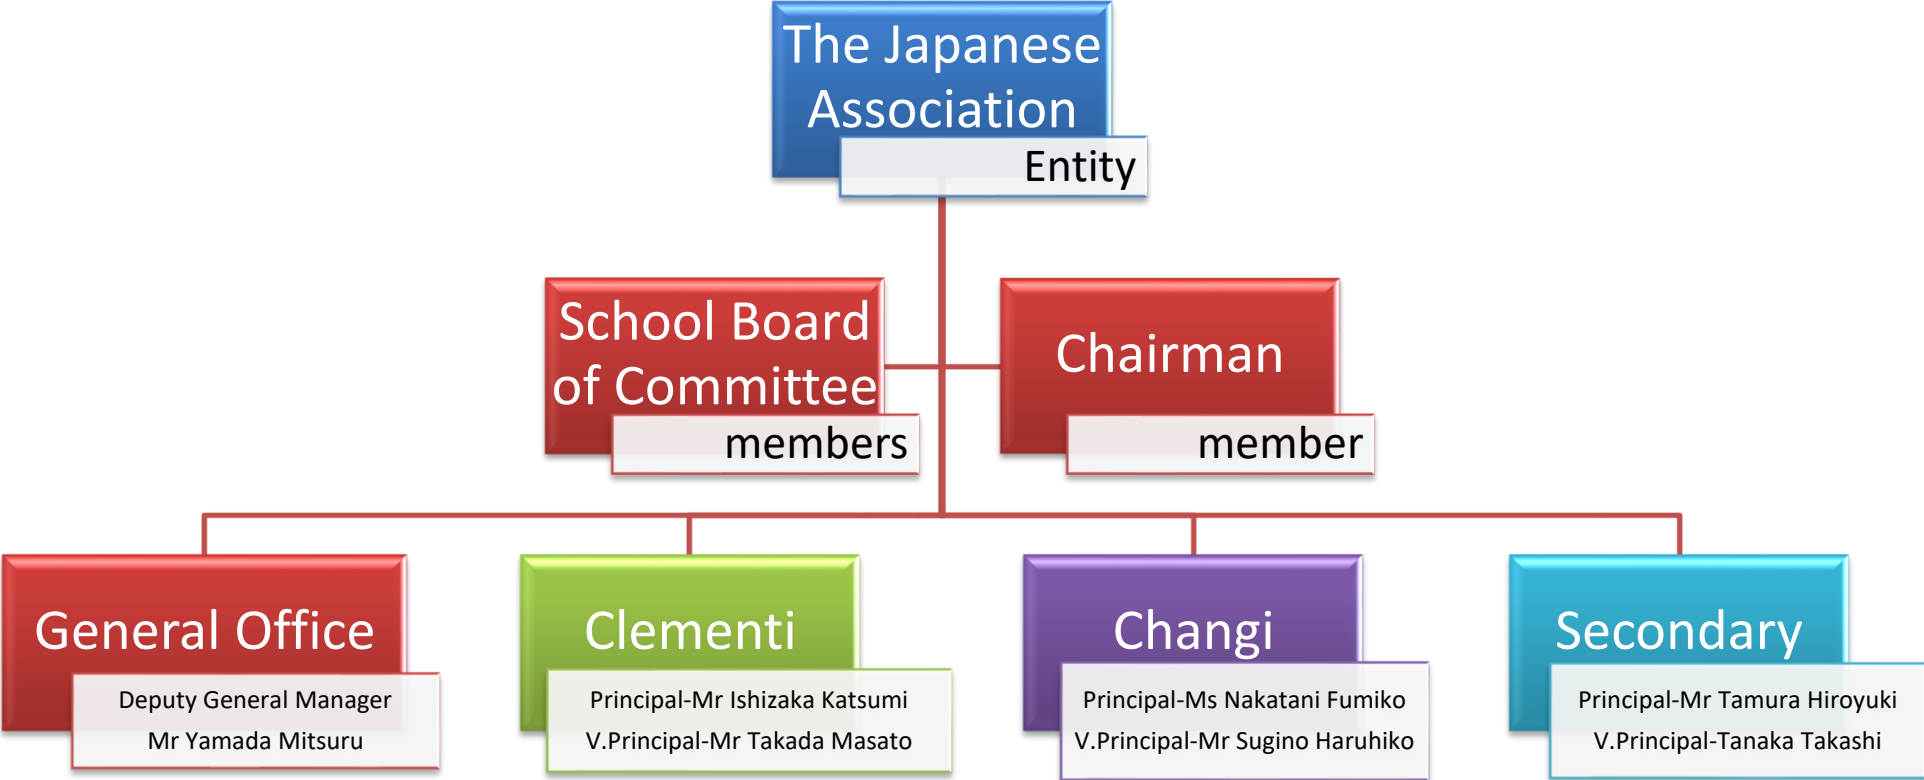 The Japanese
Association
Entity
School Board
of Committee
members
Chairman
member
General Office
Deputy General Manager
Mr Yamada Mitsuru
Clementi
Principal-Mr Ishizaka Katsumi
V.Principal-Mr Takada Masato
Changi
Principal-Ms Nakatani Fumiko
V.Principal-Mr Sugino Haruhiko
Secondary
Principal-Mr Tamura Hiroyuki
V.Principal-Tanaka Takashi